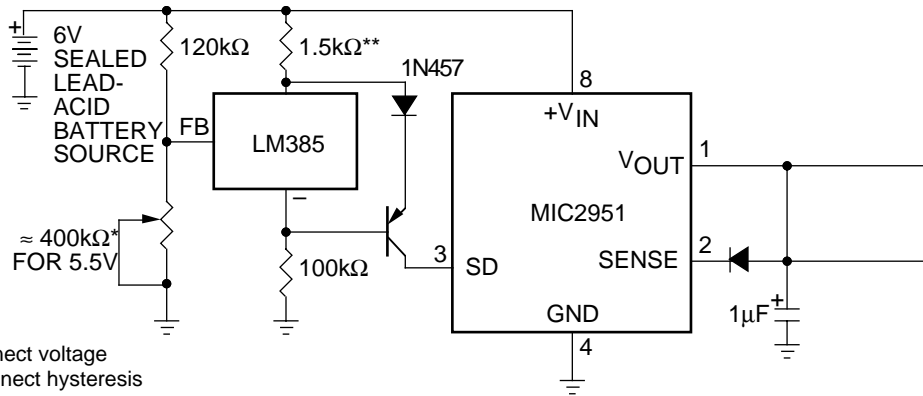 +
6V
SEALED
LEAD-
ACID
BATTERY
SOURCE
120kΩ
1.5kΩ**
1N457
FB
LM385
–
≈ 400kΩ*
FOR 5.5V
100kΩ
8
+VIN
VOUT
1
MIC2951
3
SD
SENSE
2
GND
4
1µF
+
nect voltage
nnect hysteresis